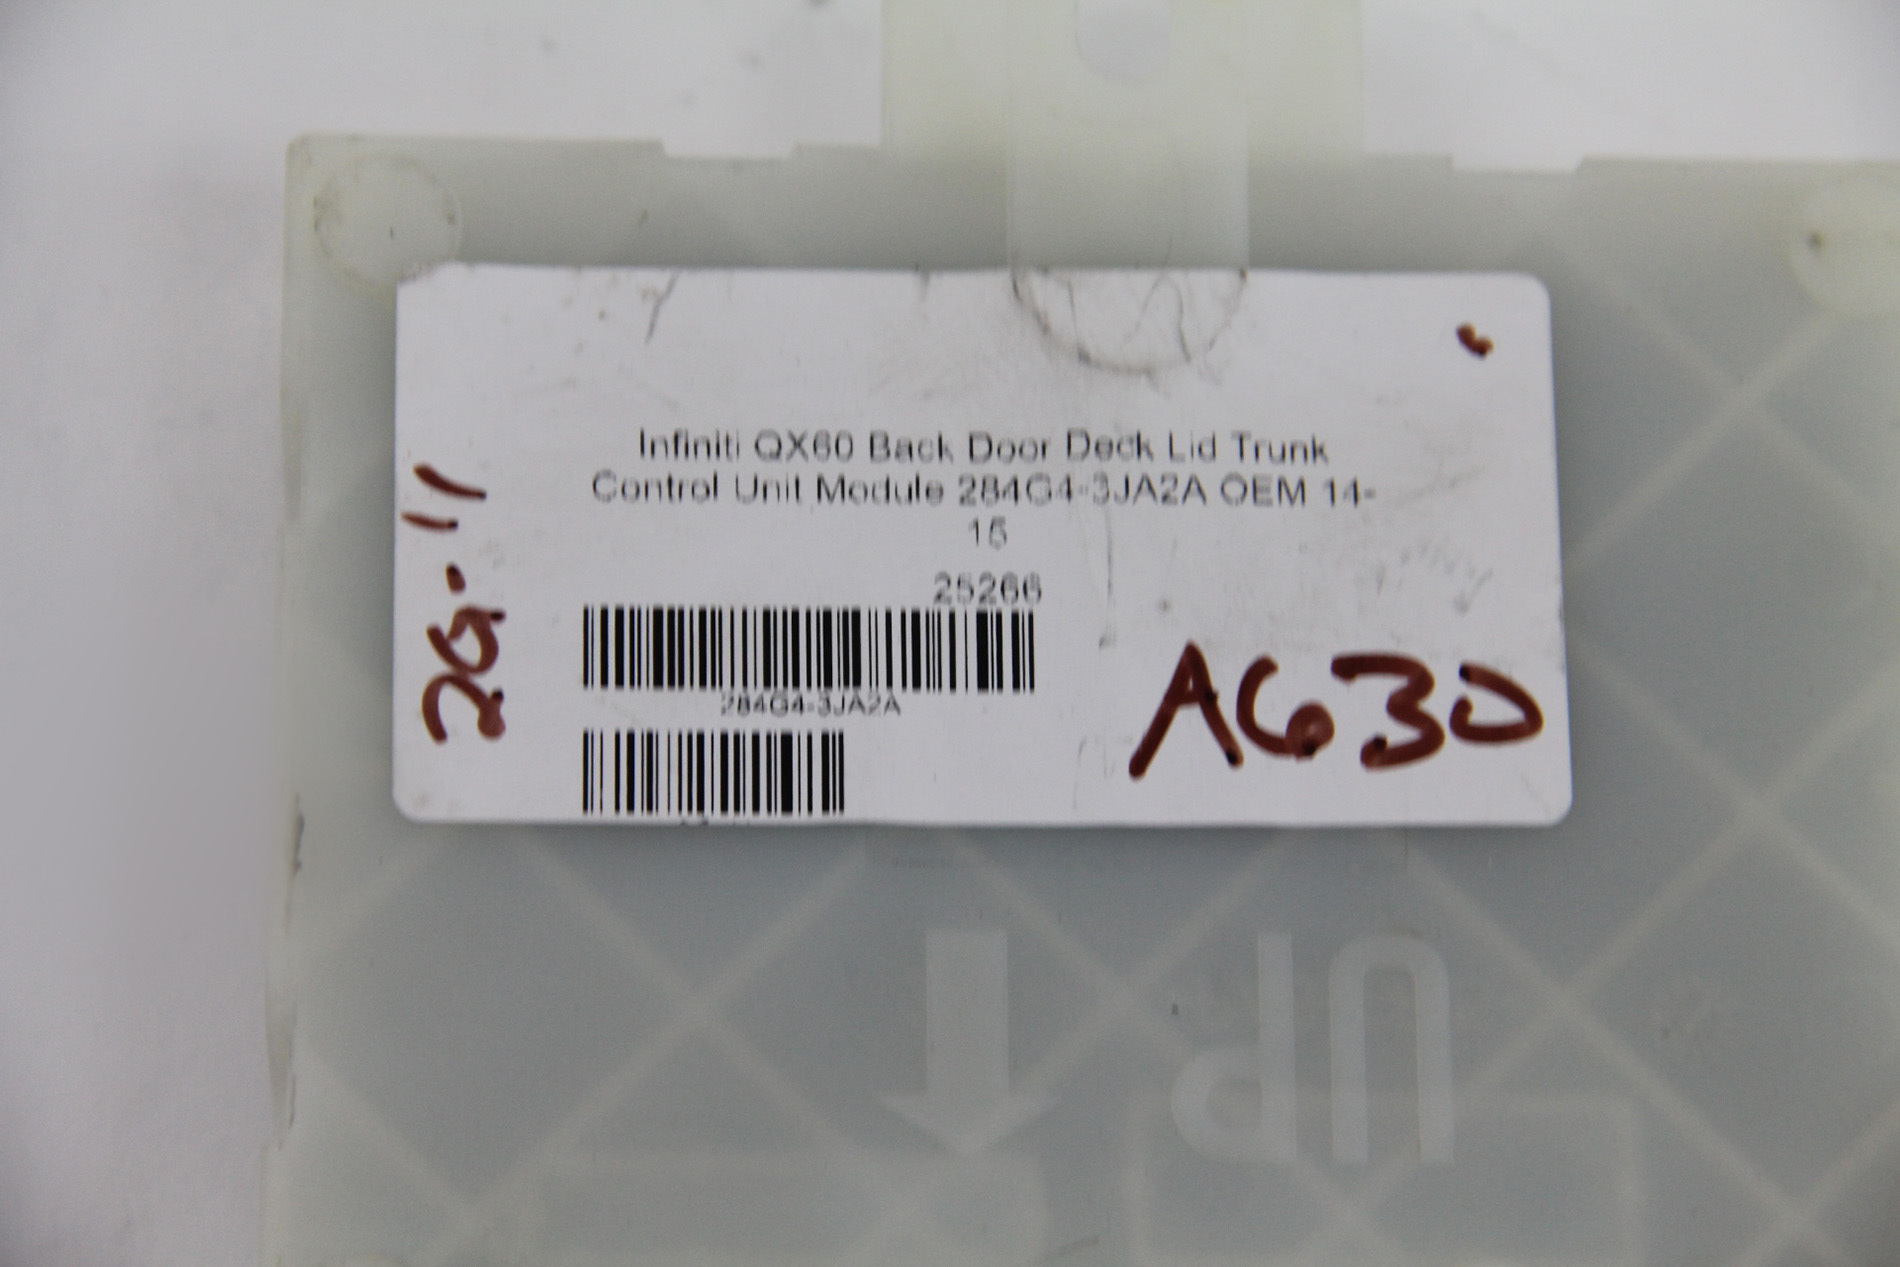 Infiniti QX60 Back Door Deck Lid Trunk
Control Unit Module 284G4-3JA2A OEM 14-
15
25266
284G4-3JA2A
A630
2G-11
UP